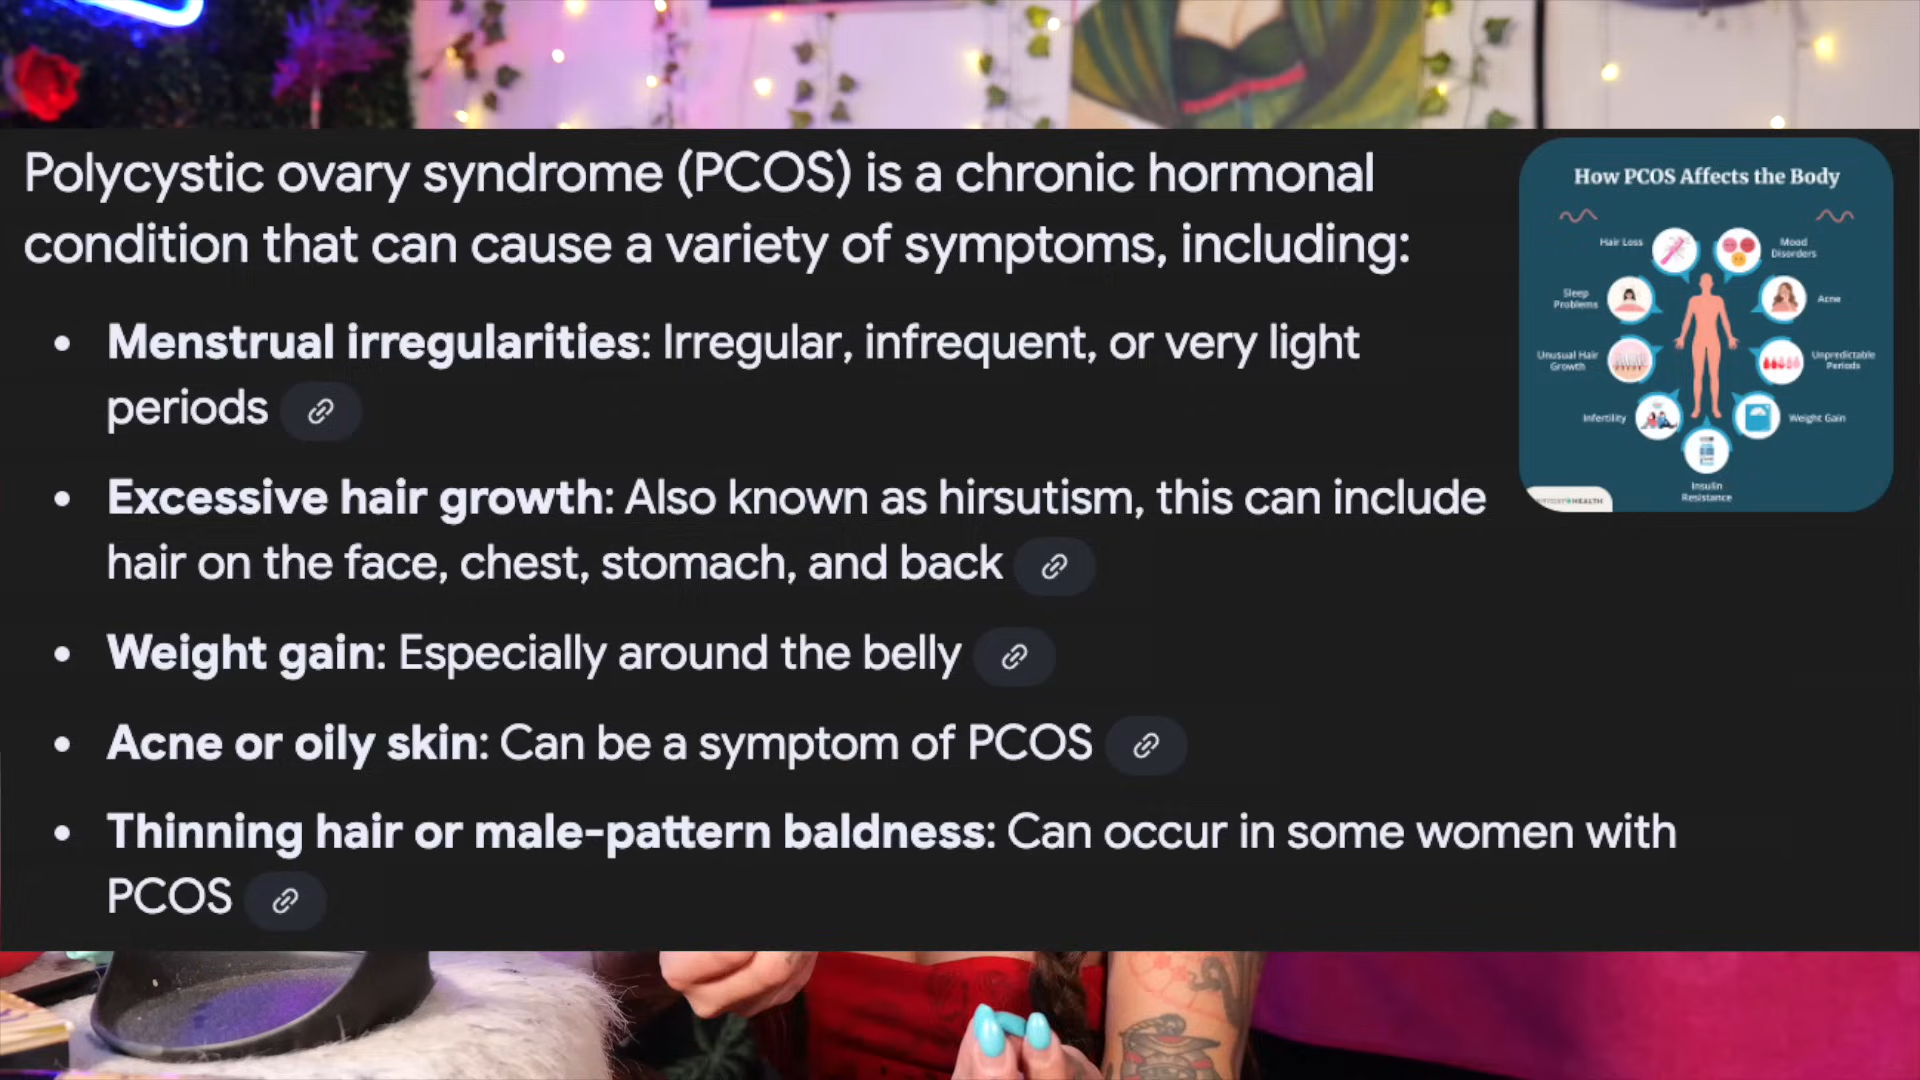 Polycystic ovary syndrome (PCOS) is a chronic hormonal
condition that can cause a variety of symptoms, including:
• Menstrual irregularities: Irregular, infrequent, or very light
periods
• Excessive hair growth: Also known as hirsutism, this can include
hair on the face, chest, stomach, and back
• Weight gain: Especially around the belly
• Acne or oily skin: Can be a symptom of PCOS
• Thinning hair or male-pattern baldness: Can occur in some women with
PCOS
How PCOS Affects the Body
Hair Loss
Mood
Disorders
Sleep
Problems
Acne
Unusual Hair
Growth
Unpredictable
Periods
Infertility
Weight Gain
Insulin
Resistance
HEALTH